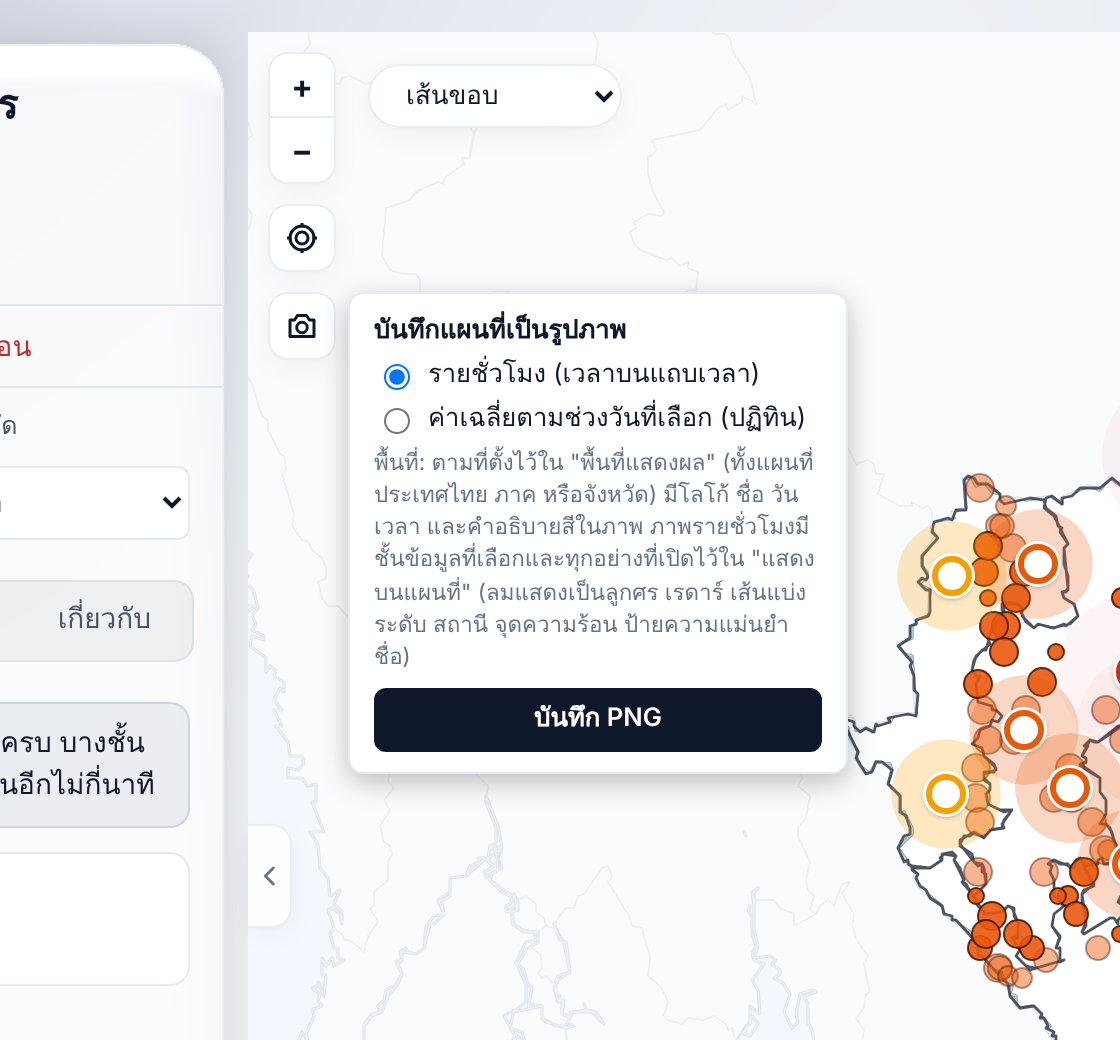 ร
+
เส้นขอบ
−
บันทึกแผนที่เป็นรูปภาพ
รายชั่วโมง (เวลาบนแถบเวลา)
อน
ค่าเฉลี่ยตามช่วงวันที่เลือก (ปฏิทิน)
ัด
พื้นที่: ตามที่ตั้งไว้ใน "พื้นที่แสดงผล" (ทั้งแผนที่
ประเทศไทย ภาค หรือจังหวัด) มีโลโก้ ชื่อ วัน
เวลา และคำอธิบายสีในภาพ ภาพรายชั่วโมงมี
ชั้นข้อมูลที่เลือกและทุกอย่างที่เปิดไว้ใน "แสดง
บนแผนที่" (ลมแสดงเป็นลูกศร เรดาร์ เส้นแบ่ง
ระดับ สถานี จุดความร้อน ป้ายความแม่นยำ
ชื่อ)
เกี่ยวกับ
บันทึก PNG
ครบ บางชั้น
นอีกไม่กี่นาที